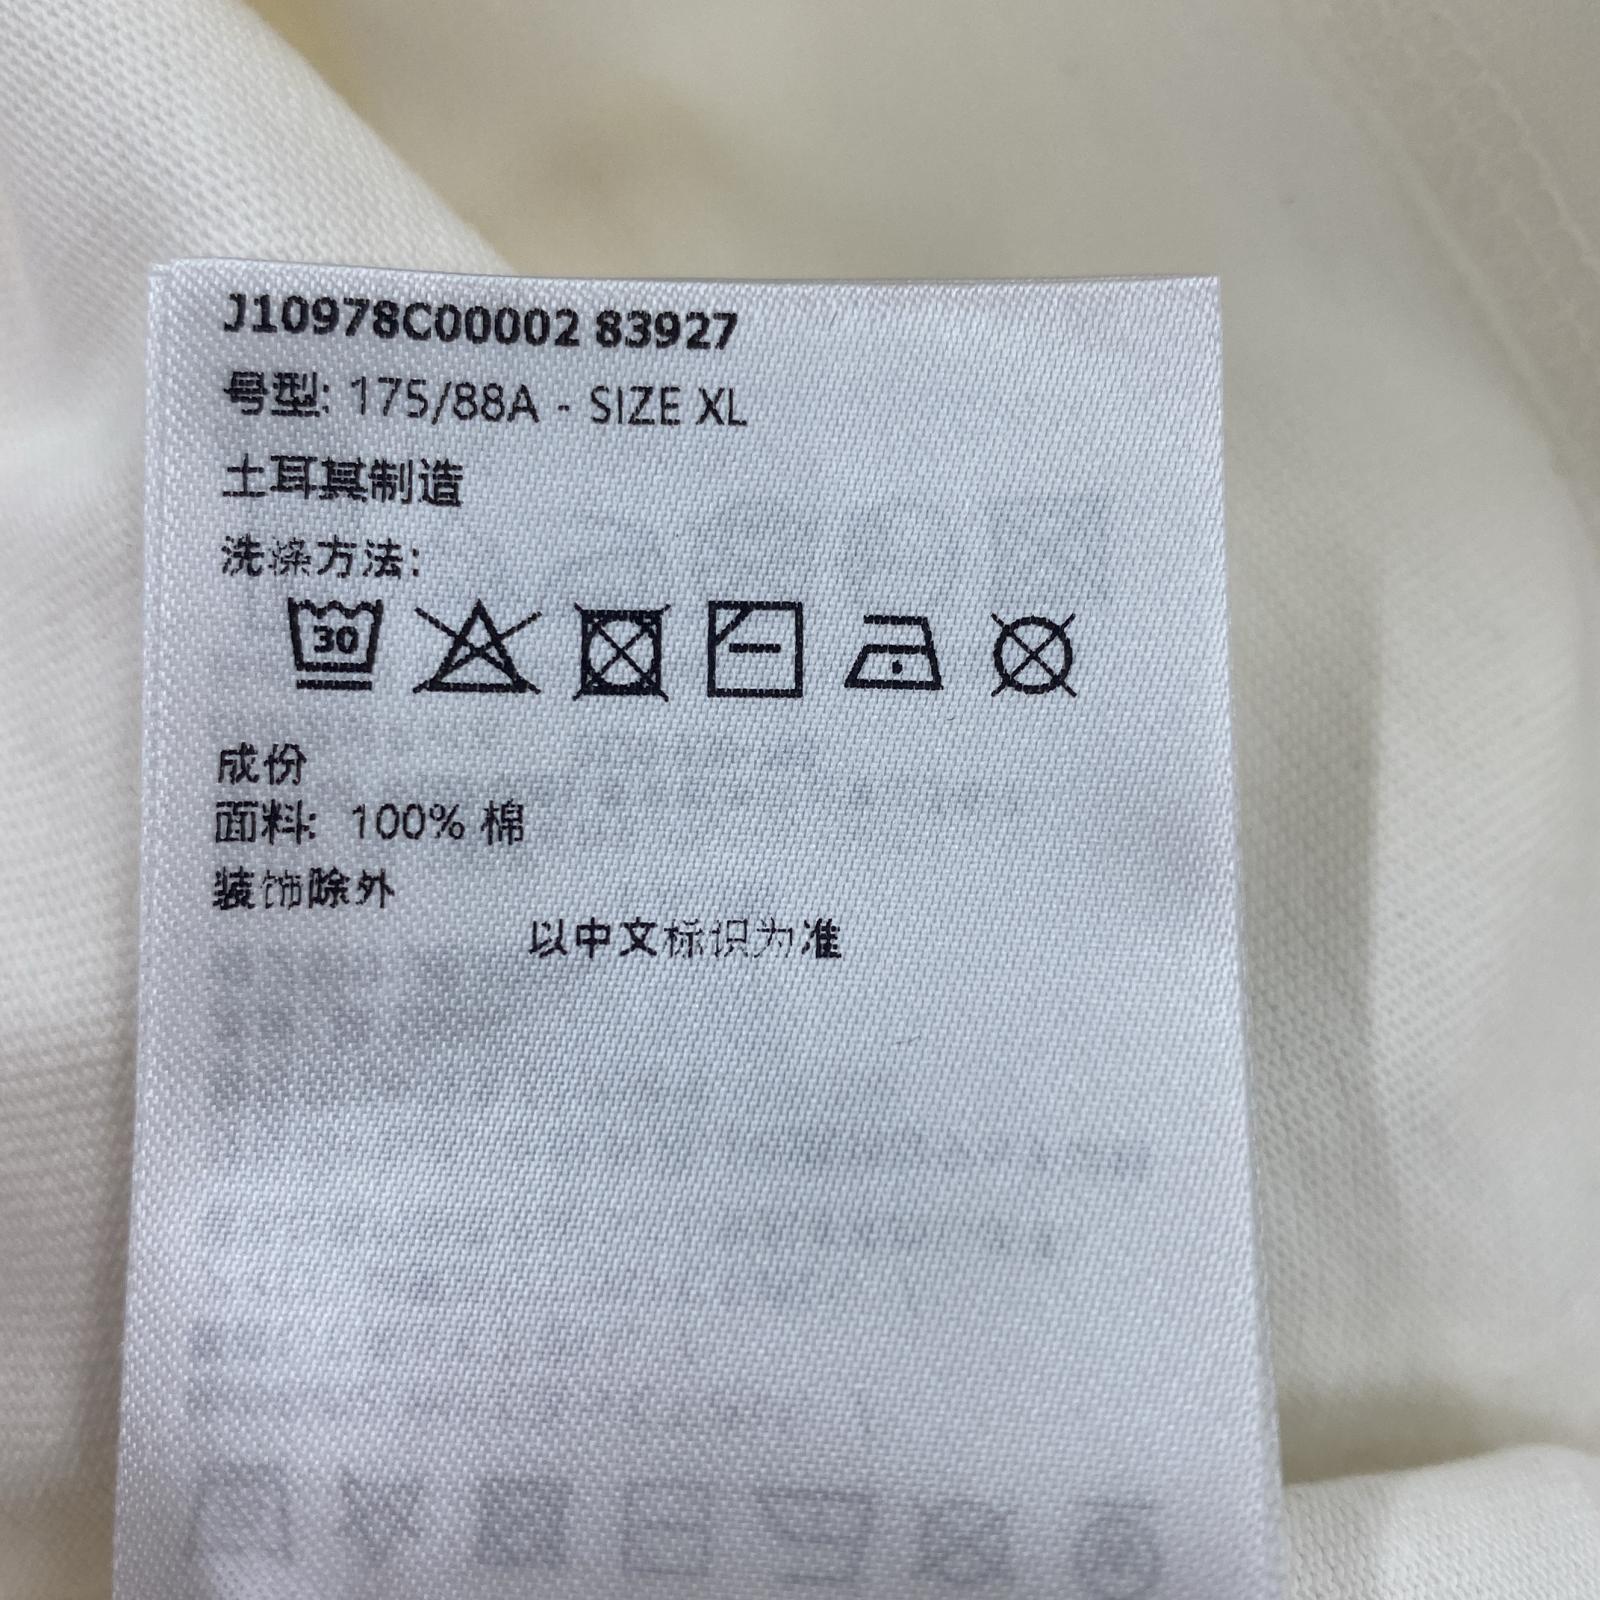 J10978C00002 83927
号型: 175/88A - SIZE XL
土耳其制造
洗涤方法:
30
成份
面料: 100% 棉
装饰除外
以中文标识为准